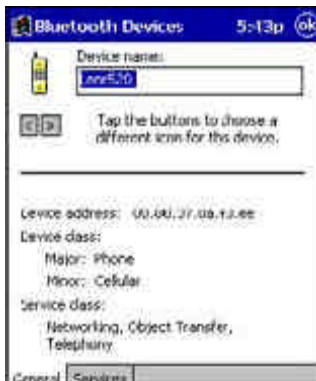 Bluetooth Devices 5:43p ok
Device name:
< >
Tap the buttons to choose a
different icon for this device.
Device address:
Device class:
Major: Phone
Minor: Cellular
Service class:
Networking, Object Transfer,
Telephony
General Services